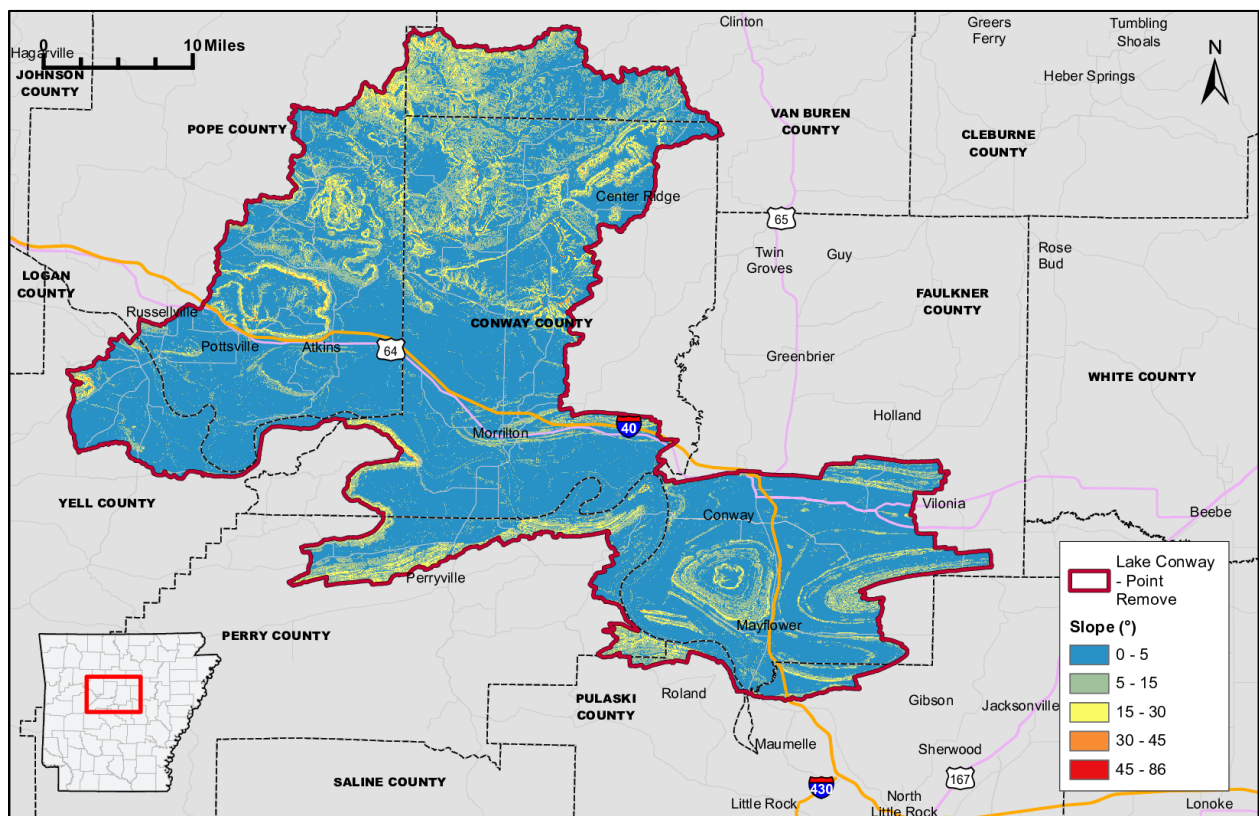 Clinton
Greers
Ferry
Tumbling
Shoals
Hagarville
0
10 Miles
JOHNSON
COUNTY
Heber Springs
N
POPE COUNTY
VAN BUREN
COUNTY
CLEBURNE
COUNTY
Center Ridge
65
Twin
Groves
Guy
Rose
Bud
LOGAN
COUNTY
FAULKNER
COUNTY
Russellville
CONWAY COUNTY
Pottsville
Atkins
64
Greenbrier
WHITE COUNTY
Holland
Morrilton
40
YELL COUNTY
Conway
Vilonia
Beebe
Perryville
Mayflower
PERRY COUNTY
PULASKI
COUNTY
Roland
Gibson
Jacksonville
Maumelle
Sherwood
167
SALINE COUNTY
430
Little Rock
North
Little Rock
Lonoke
Lake Conway
- Point
Remove
Slope (°)
0 - 5
5 - 15
15 - 30
30 - 45
45 - 86